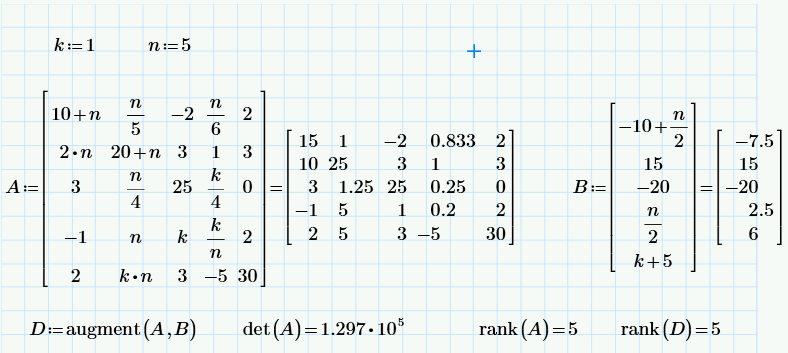 k:=1 n:=5
A:=[10+n n/5 -2 n/6 2; 2·n 20+n 3 1 3; 3 n/4 25 k/4 0; -1 n k k/n 2; 2 k·n 3 -5 30]=[15 1 -2 0.833 2; 10 25 3 1 3; 3 1.25 25 0.25 0; -1 5 1 0.2 2; 2 5 3 -5 30] B:=[-10+n/2; 15; -20; n/2; k+5]=[-7.5; 15; -20; 2.5; 6]
D:=augment(A,B) det(A)=1.297·10⁵ rank(A)=5 rank(D)=5